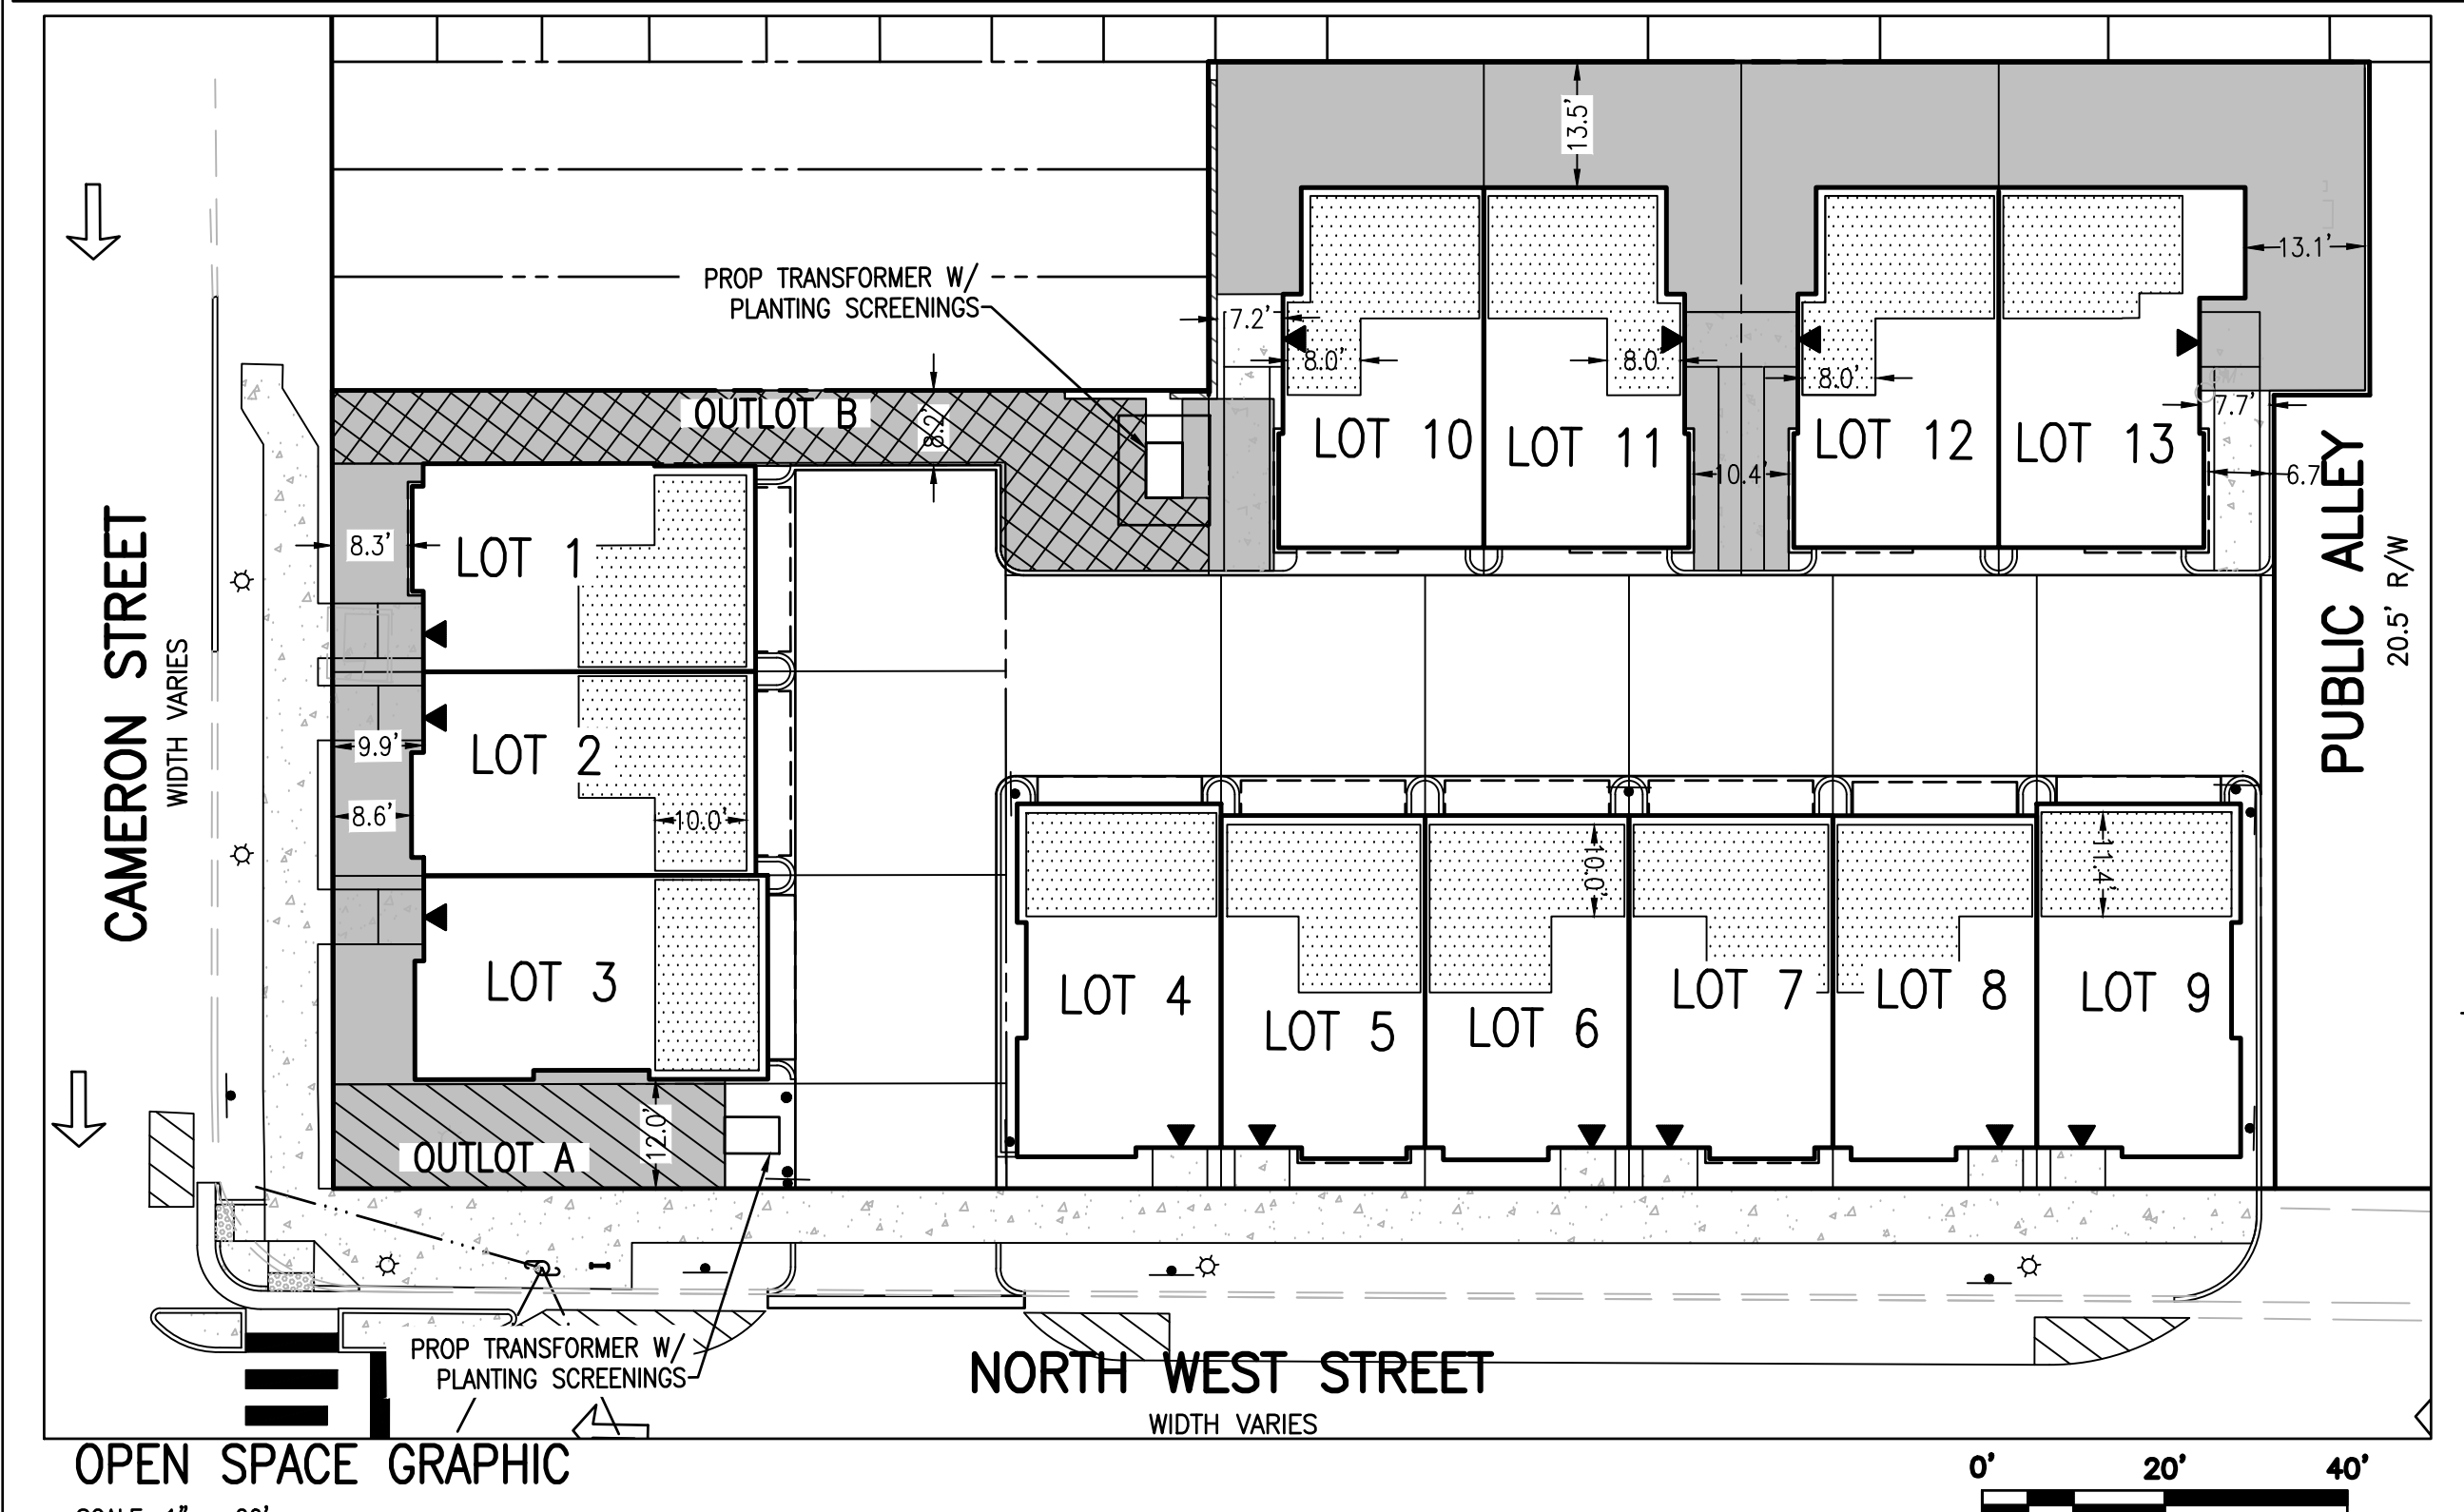 13.5'
13.1'
PROP TRANSFORMER W/
PLANTING SCREENINGS
7.2'
8.0'
8.0'
8.0'
7.7'
OUTLOT B
8.2'
LOT 10
LOT 11
LOT 12
LOT 13
10.4'
6.7
8.3'
LOT 1
CAMERON STREET
WIDTH VARIES
PUBLIC ALLEY
20.5' R/W
9.9'
LOT 2
8.6'
10.0'
10.0'
11.4'
LOT 3
LOT 4
LOT 5
LOT 6
LOT 7
LOT 8
LOT 9
12.0'
OUTLOT A
PROP TRANSFORMER W/
PLANTING SCREENINGS
NORTH WEST STREET
WIDTH VARIES
OPEN SPACE GRAPHIC
0' 20' 40'